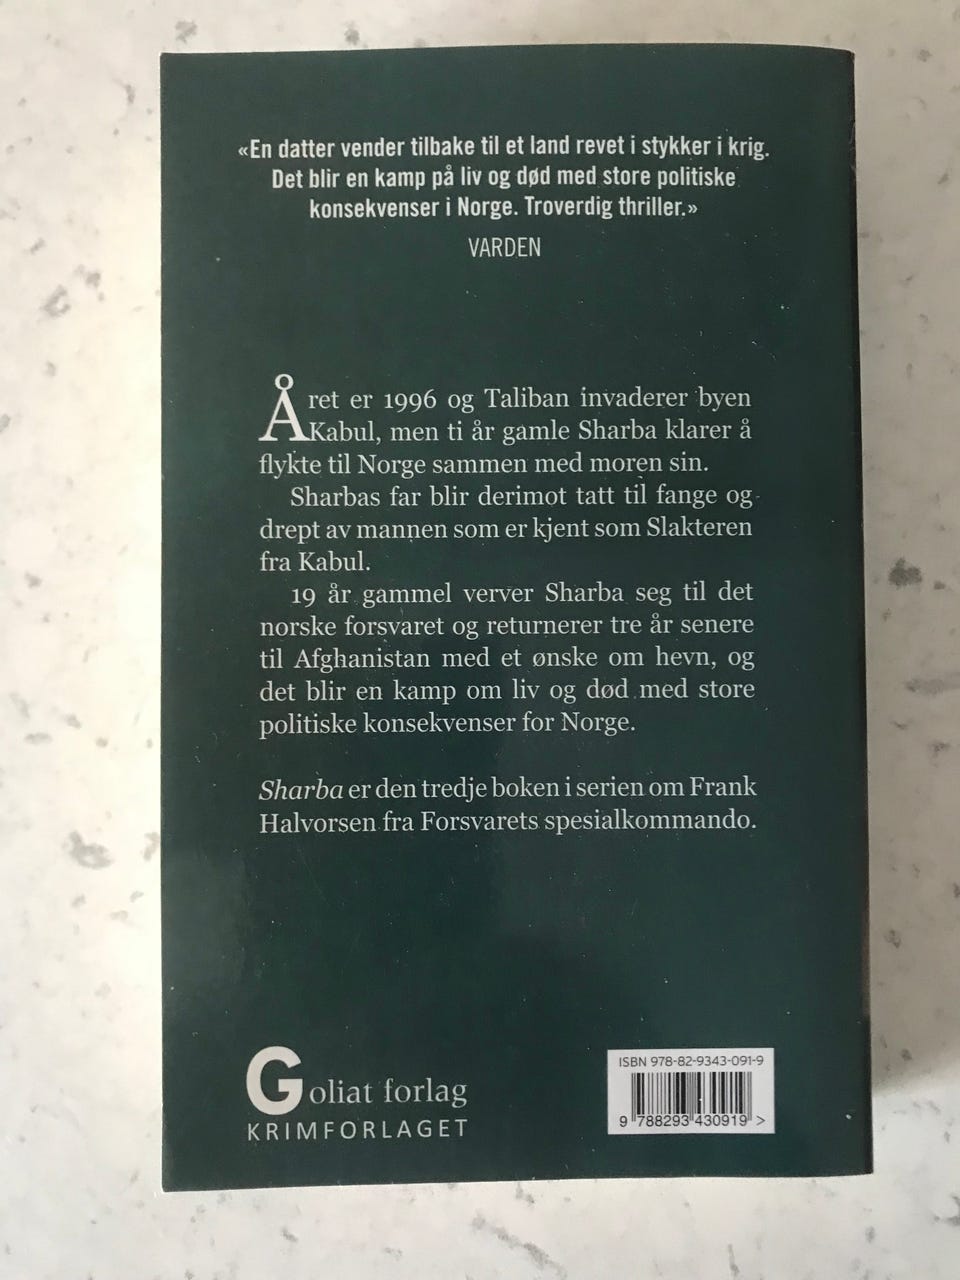 «En datter vender tilbake til et land revet i stykker i krig.
Det blir en kamp på liv og død med store politiske
konsekvenser i Norge. Troverdig thriller.»
VARDEN
Året er 1996 og Taliban invaderer byen
Kabul, men ti år gamle Sharba klarer å
flykte til Norge sammen med moren sin.
Sharbas far blir derimot tatt til fange og
drept av mannen som er kjent som Slakteren
fra Kabul.
19 år gammel verver Sharba seg til det
norske forsvaret og returnerer tre år senere
til Afghanistan med et ønske om hevn, og
det blir en kamp om liv og død med store
politiske konsekvenser for Norge.
Sharba er den tredje boken i serien om Frank
Halvorsen fra Forsvarets spesialkommando.
Goliat forlag
KRIMFORLAGET
ISBN 978-82-9343-091-9
9 788293 430919 >